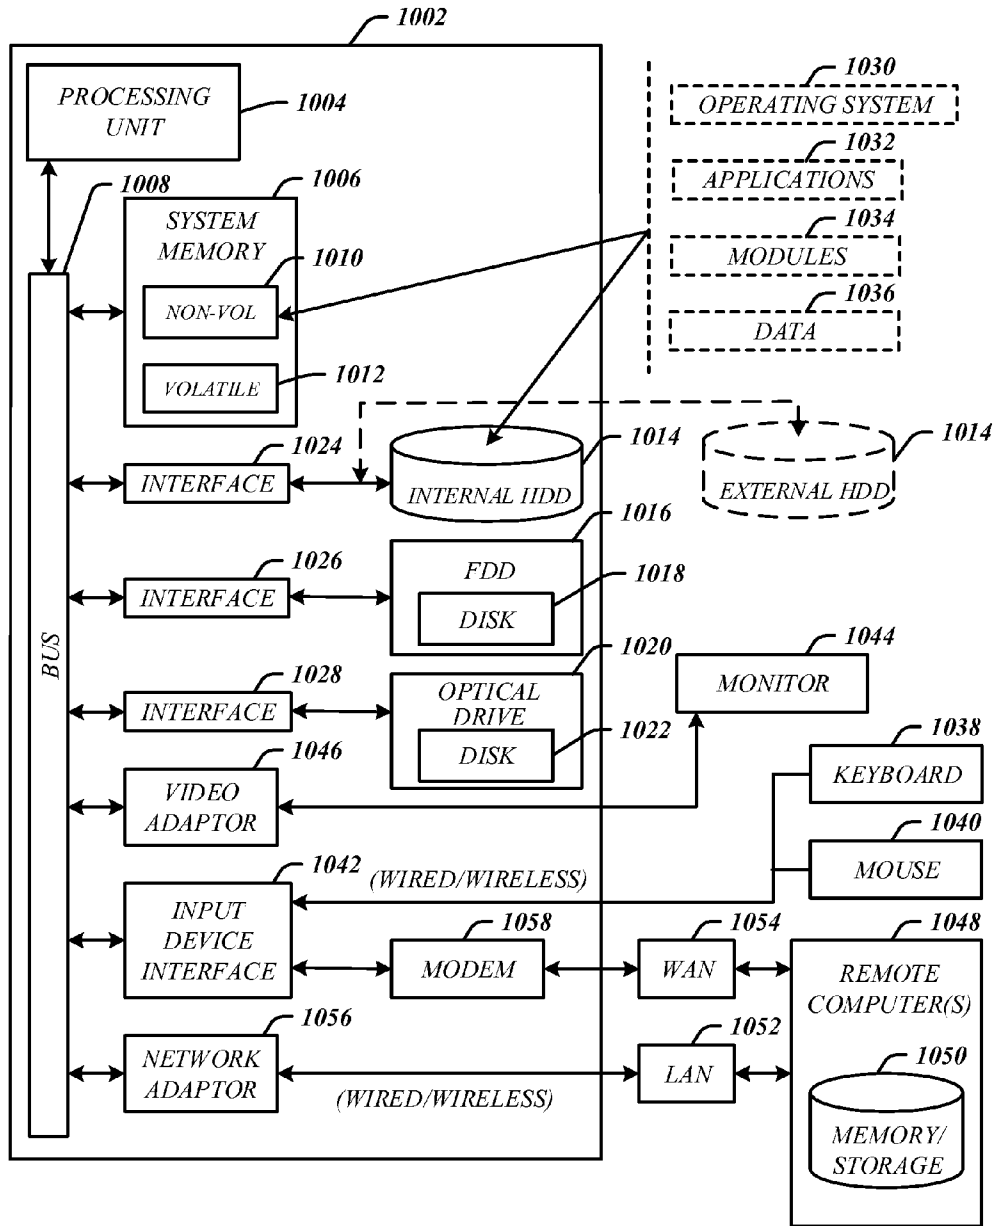 1002
PROCESSING
UNIT
1004
1030
OPERATING SYSTEM
1032
APPLICATIONS
1034
MODULES
1036
DATA
1008
1006
SYSTEM
MEMORY
1010
NON-VOL
1012
VOLATILE
BUS
1024
INTERFACE
1014
INTERNAL HDD
1014
EXTERNAL HDD
1016
FDD
1018
DISK
1026
INTERFACE
1020
OPTICAL
DRIVE
1022
DISK
1028
INTERFACE
1044
MONITOR
1046
VIDEO
ADAPTOR
1038
KEYBOARD
1040
MOUSE
1042
INPUT
DEVICE
INTERFACE
(WIRED/WIRELESS)
1058
MODEM
1054
WAN
1048
REMOTE
COMPUTER(S)
1056
NETWORK
ADAPTOR
(WIRED/WIRELESS)
1052
LAN
1050
MEMORY/
STORAGE